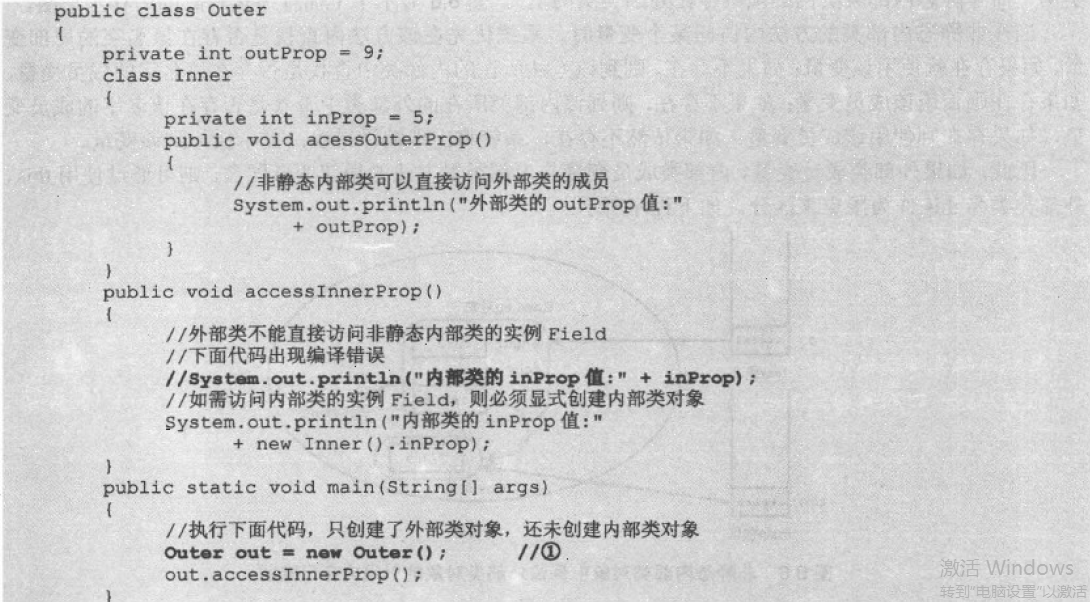 public class Outer
{
private int outProp = 9;
class Inner
{
private int inProp = 5;
public void acessOuterProp()
{
//非静态内部类可以直接访问外部类的成员
System.out.println("外部类的 outProp 值:"
+ outProp);
}
}
public void accessInnerProp()
{
//外部类不能直接访问非静态内部类的实例 Field
//下面代码出现编译错误
//System.out.println("内部类的 inProp 值:" + inProp);
//如需访问内部类的实例 Field，则必须显式创建内部类对象
System.out.println("内部类的 inProp 值:"
+ new Inner().inProp);
}
public static void main(String[] args)
{
//执行下面代码，只创建了外部类对象，还未创建内部类对象
Outer out = new Outer(); //①
out.accessInnerProp();
}
激活 Windows
转到"电脑设置"以激活